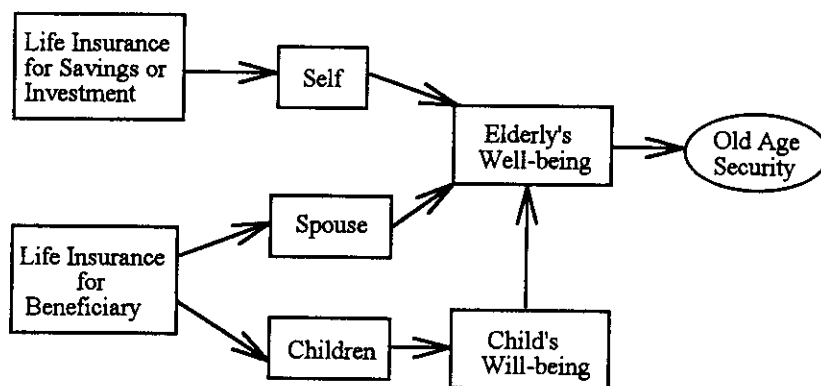 Life Insurance
for Savings or
Investment
Self
Elderly's
Well-being
Old Age
Security
Spouse
Life Insurance
for
Beneficiary
Children
Child's
Will-being